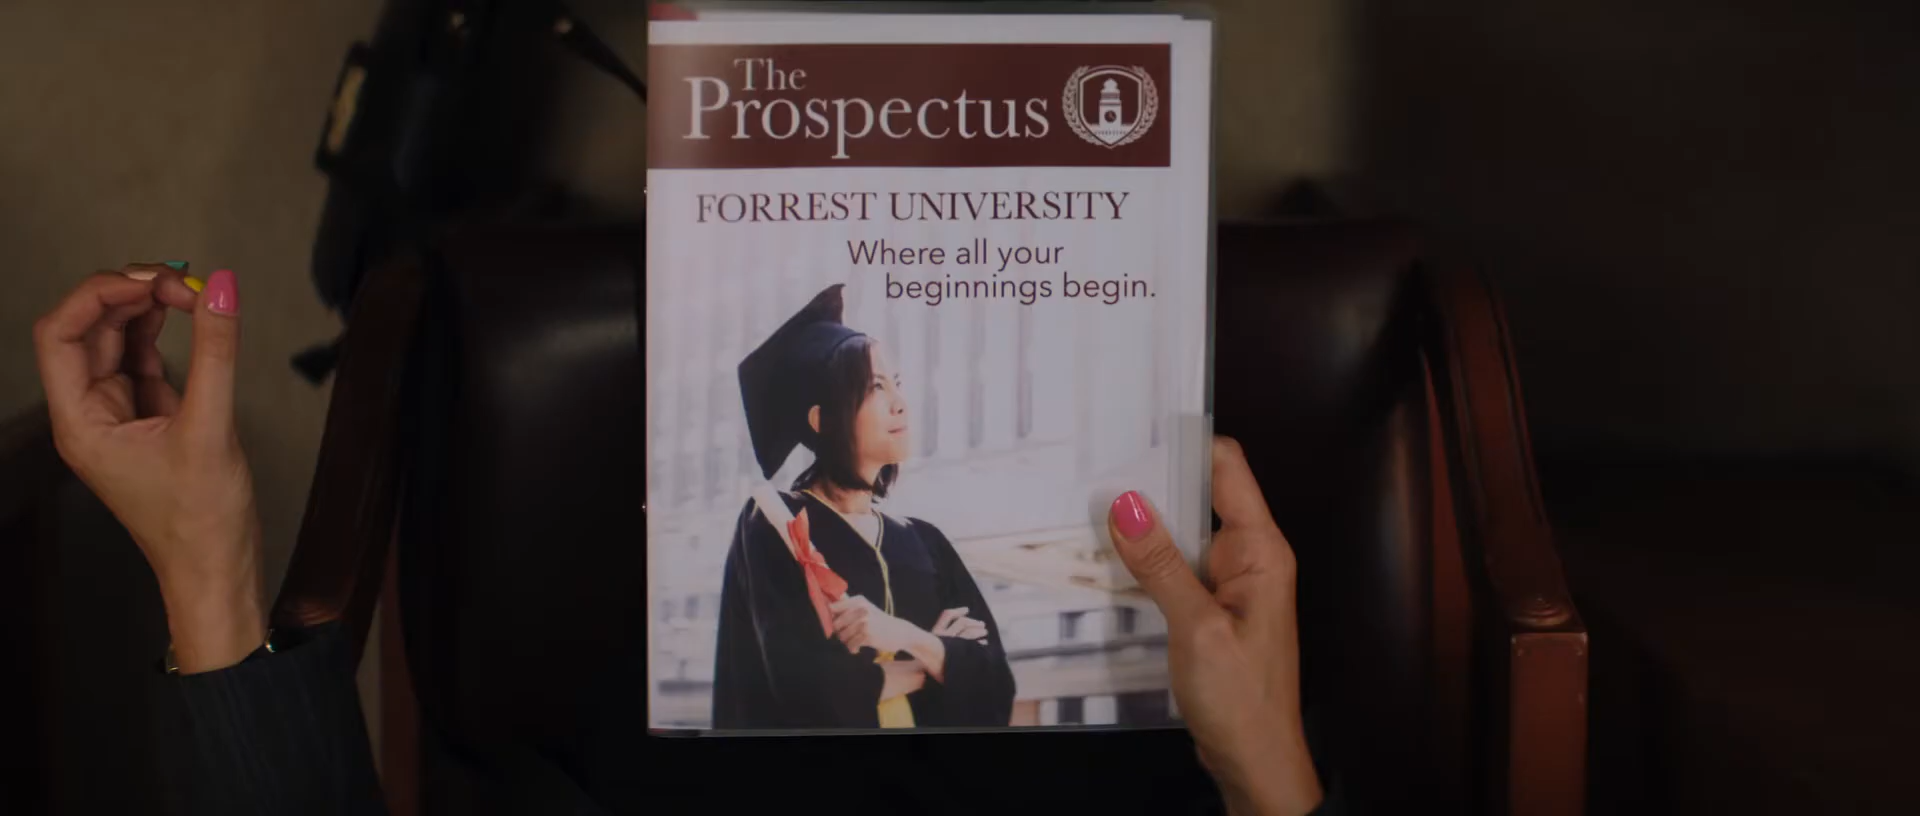 The
Prospectus
FORREST UNIVERSITY
Where all your
beginnings begin.